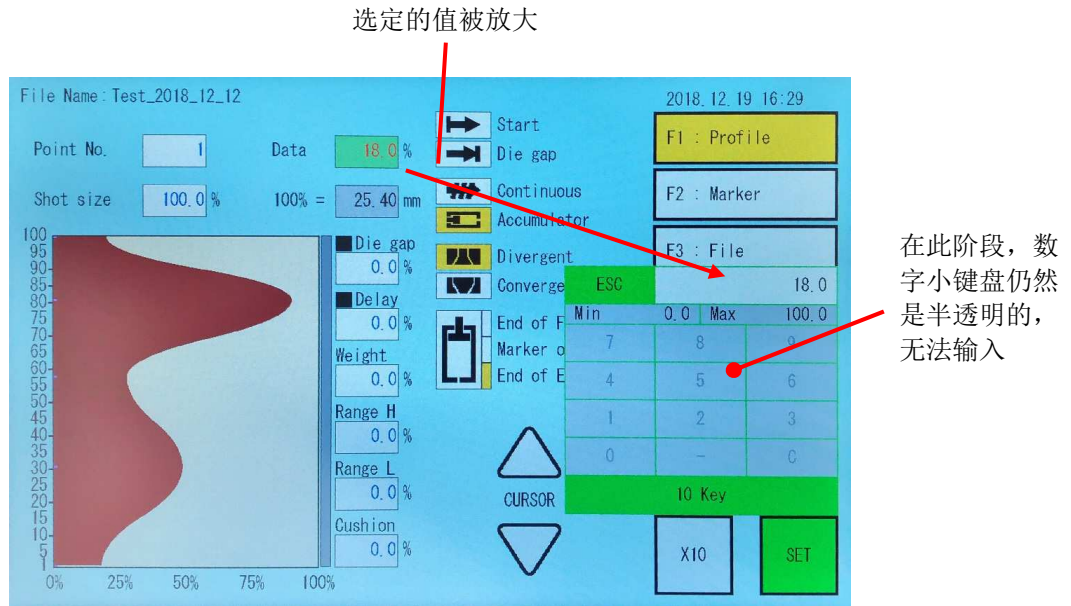 选定的值被放大
File Name:Test_2018_12_12
2018.12.19 16:29
Point No. 1 Data 18.0 %
Shot size 100.0 % 100% = 25.40 mm
Start
Die gap
Continuous
Accumulator
Divergent
Converge
End of F
Marker o
End of E
F1 : Profile
F2 : Marker
F3 : File
ESC 18.0
Min 0.0 Max 100.0
7 8 9
4 5 6
1 2 3
0 - C
10 Key
X10 SET
CURSOR
Die gap
0.0 %
Delay
0.0 %
Weight
0.0 %
Range H
0.0 %
Range L
0.0 %
Cushion
0.0 %
100
95
90
85
80
75
70
65
60
55
50
45
40
35
30
25
20
15
10
5
1
0% 25% 50% 75% 100%
在此阶段，数
字小键盘仍然
是半透明的，
无法输入